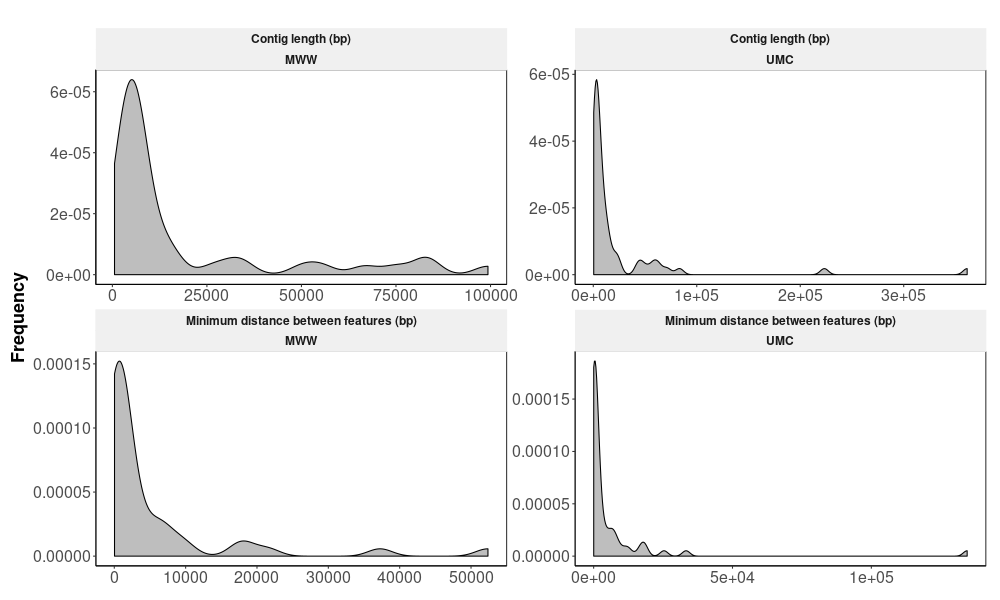 Contig length (bp)
MWW
6e-05
4e-05
2e-05
0e+00
0 25000 50000 75000 100000
Contig length (bp)
UMC
6e-05
4e-05
2e-05
0e+00
0e+00 1e+05 2e+05 3e+05
Frequency
Minimum distance between features (bp)
MWW
0.00015
0.00010
0.00005
0.00000
0 10000 20000 30000 40000 50000
Minimum distance between features (bp)
UMC
0.00015
0.00010
0.00005
0.00000
0e+00 5e+04 1e+05